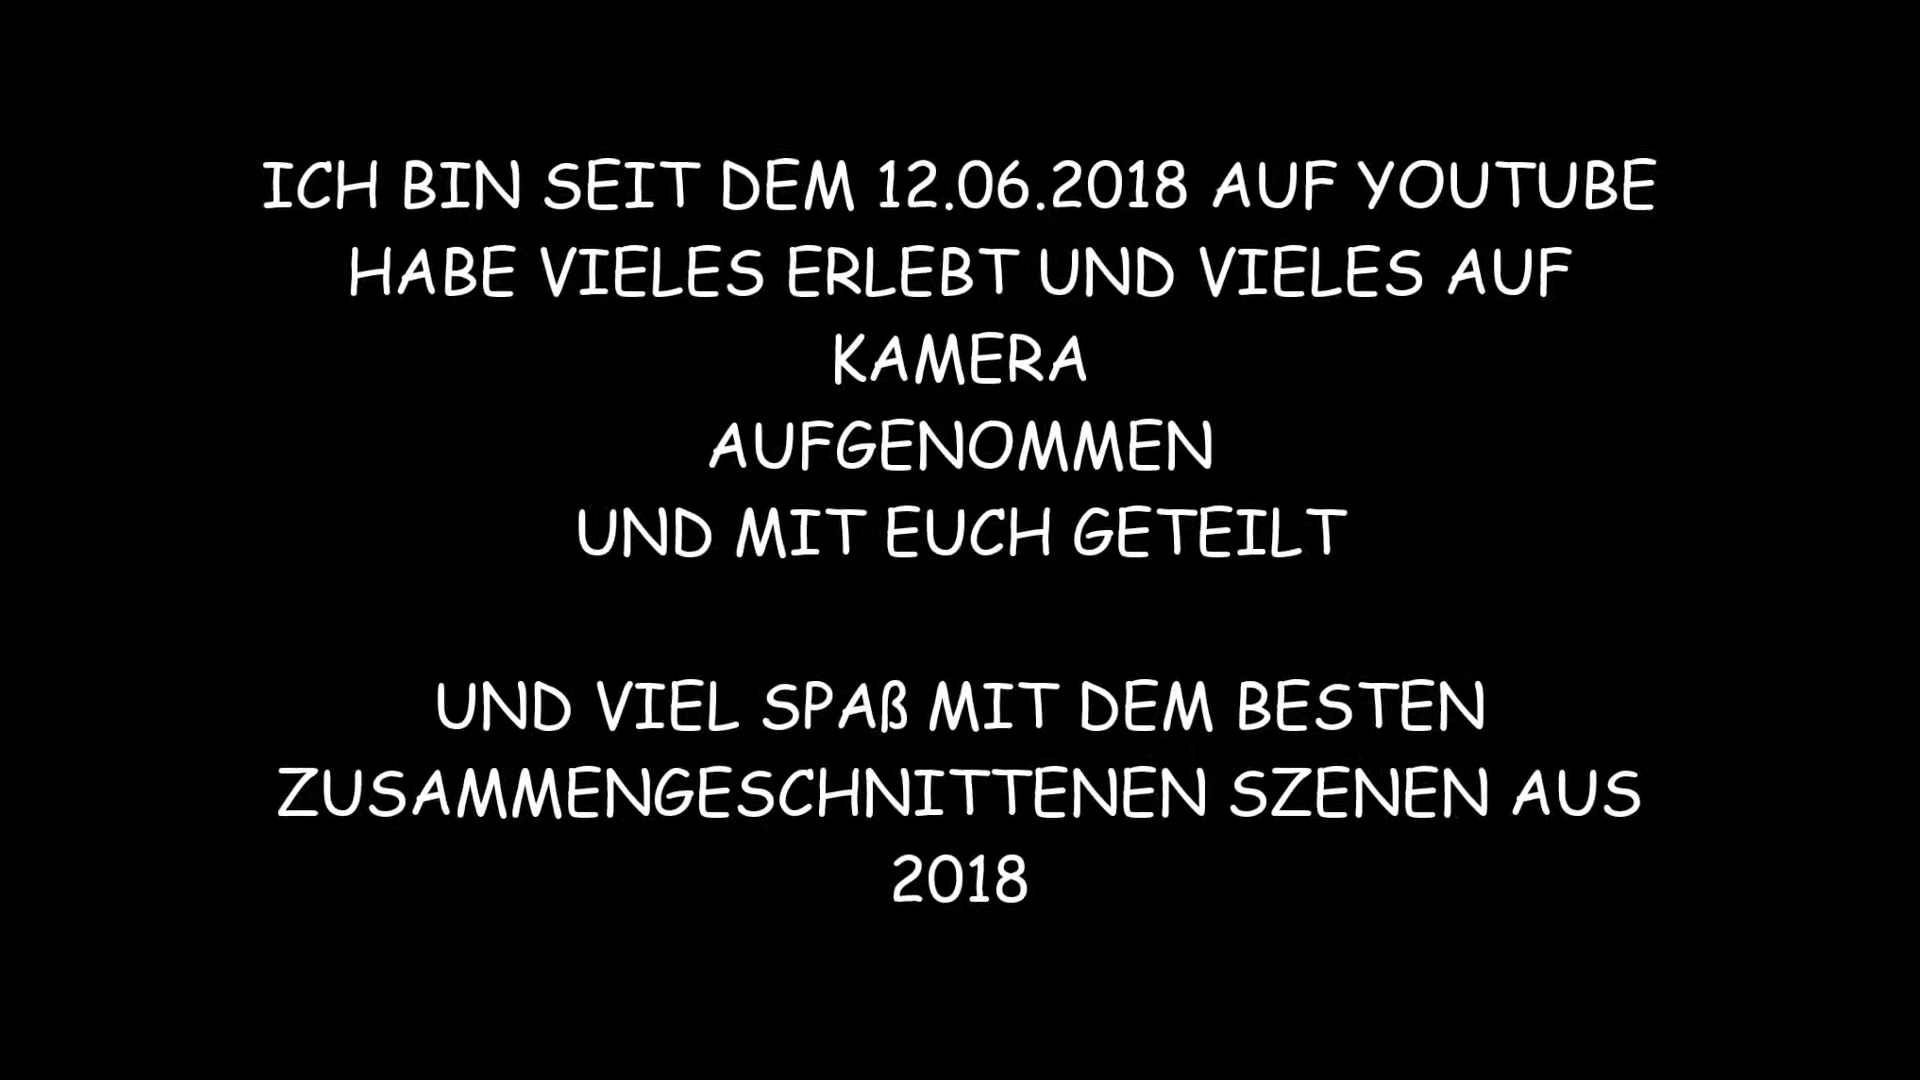 ICH BIN SEIT DEM 12.06.2018 AUF YOUTUBE
HABE VIELES ERLEBT UND VIELES AUF
KAMERA
AUFGENOMMEN
UND MIT EUCH GETEILT
UND VIEL SPAß MIT DEM BESTEN
ZUSAMMENGESCHNITTENEN SZENEN AUS
2018